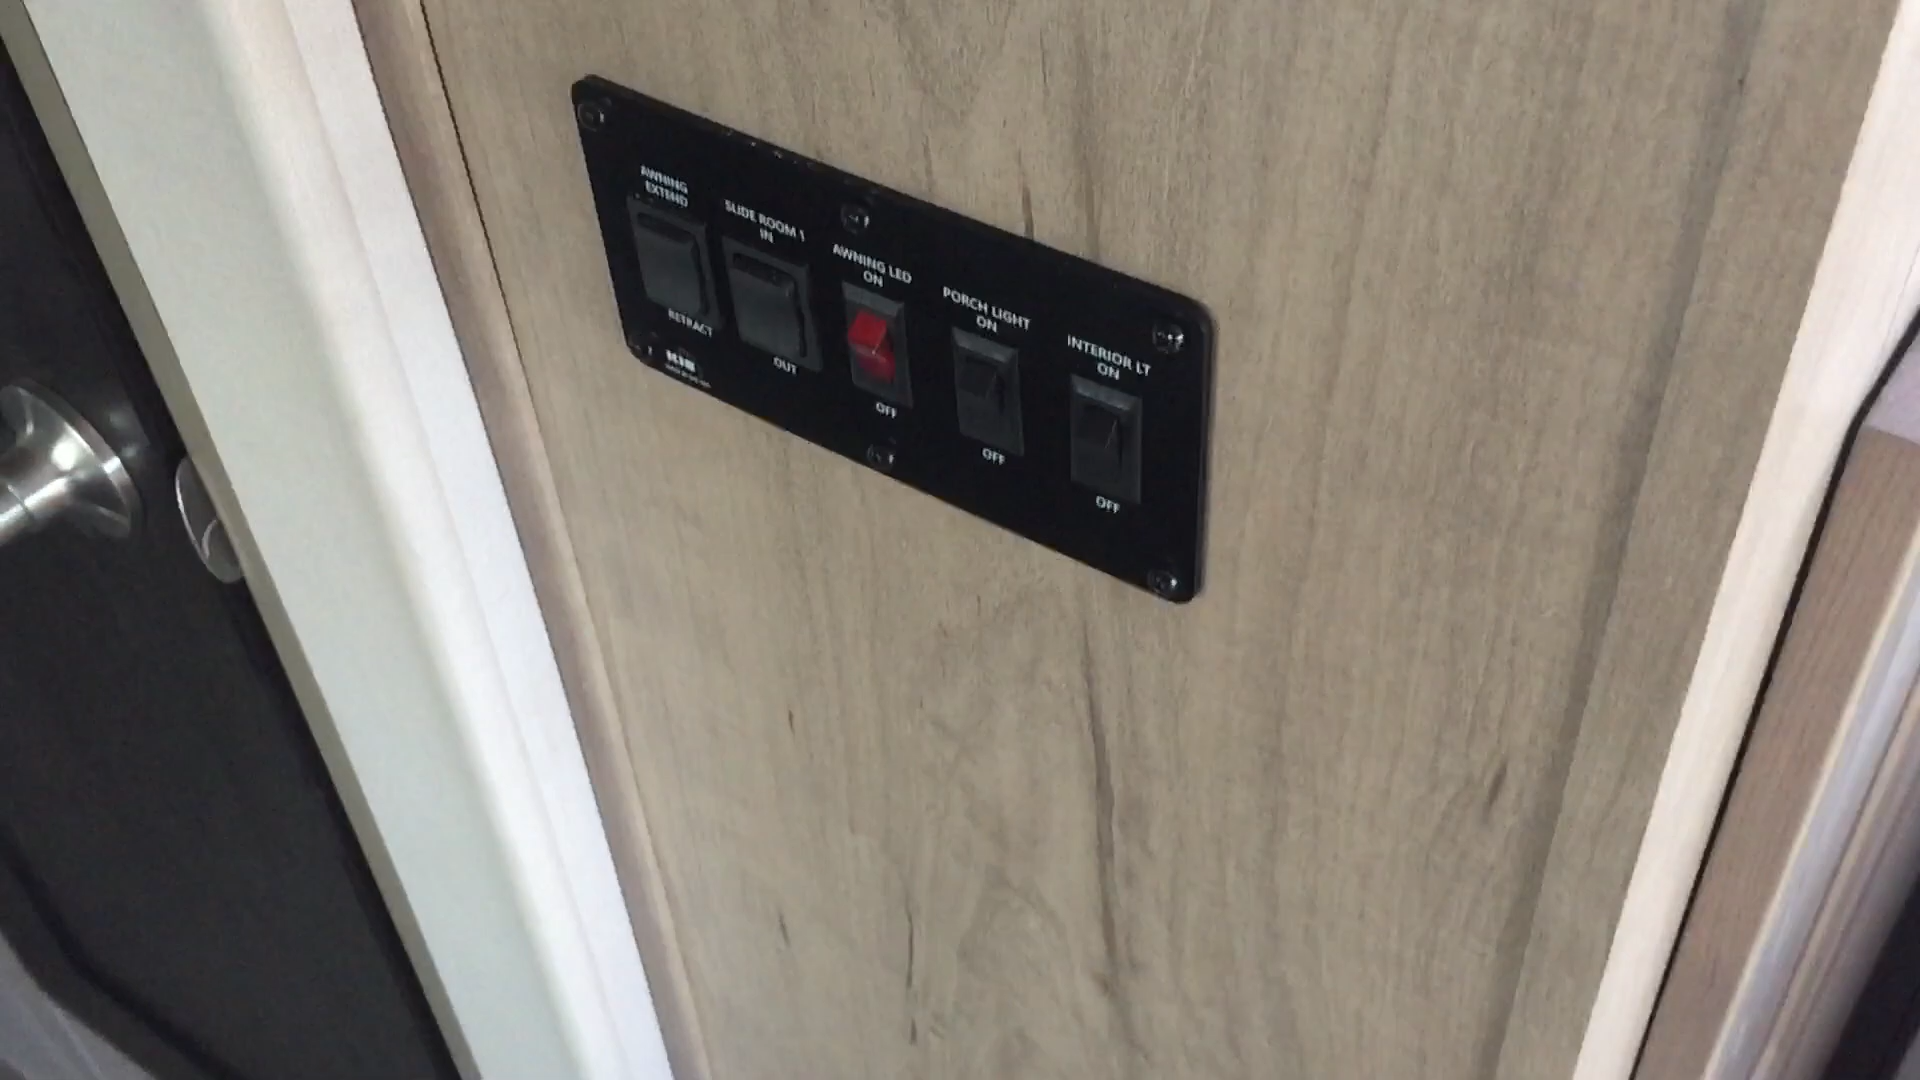 AWNING
EXTEND
RETRACT
SLIDE ROOM 1
IN
OUT
AWNING LED
ON
OFF
PORCH LIGHT
ON
OFF
INTERIOR LT
ON
OFF